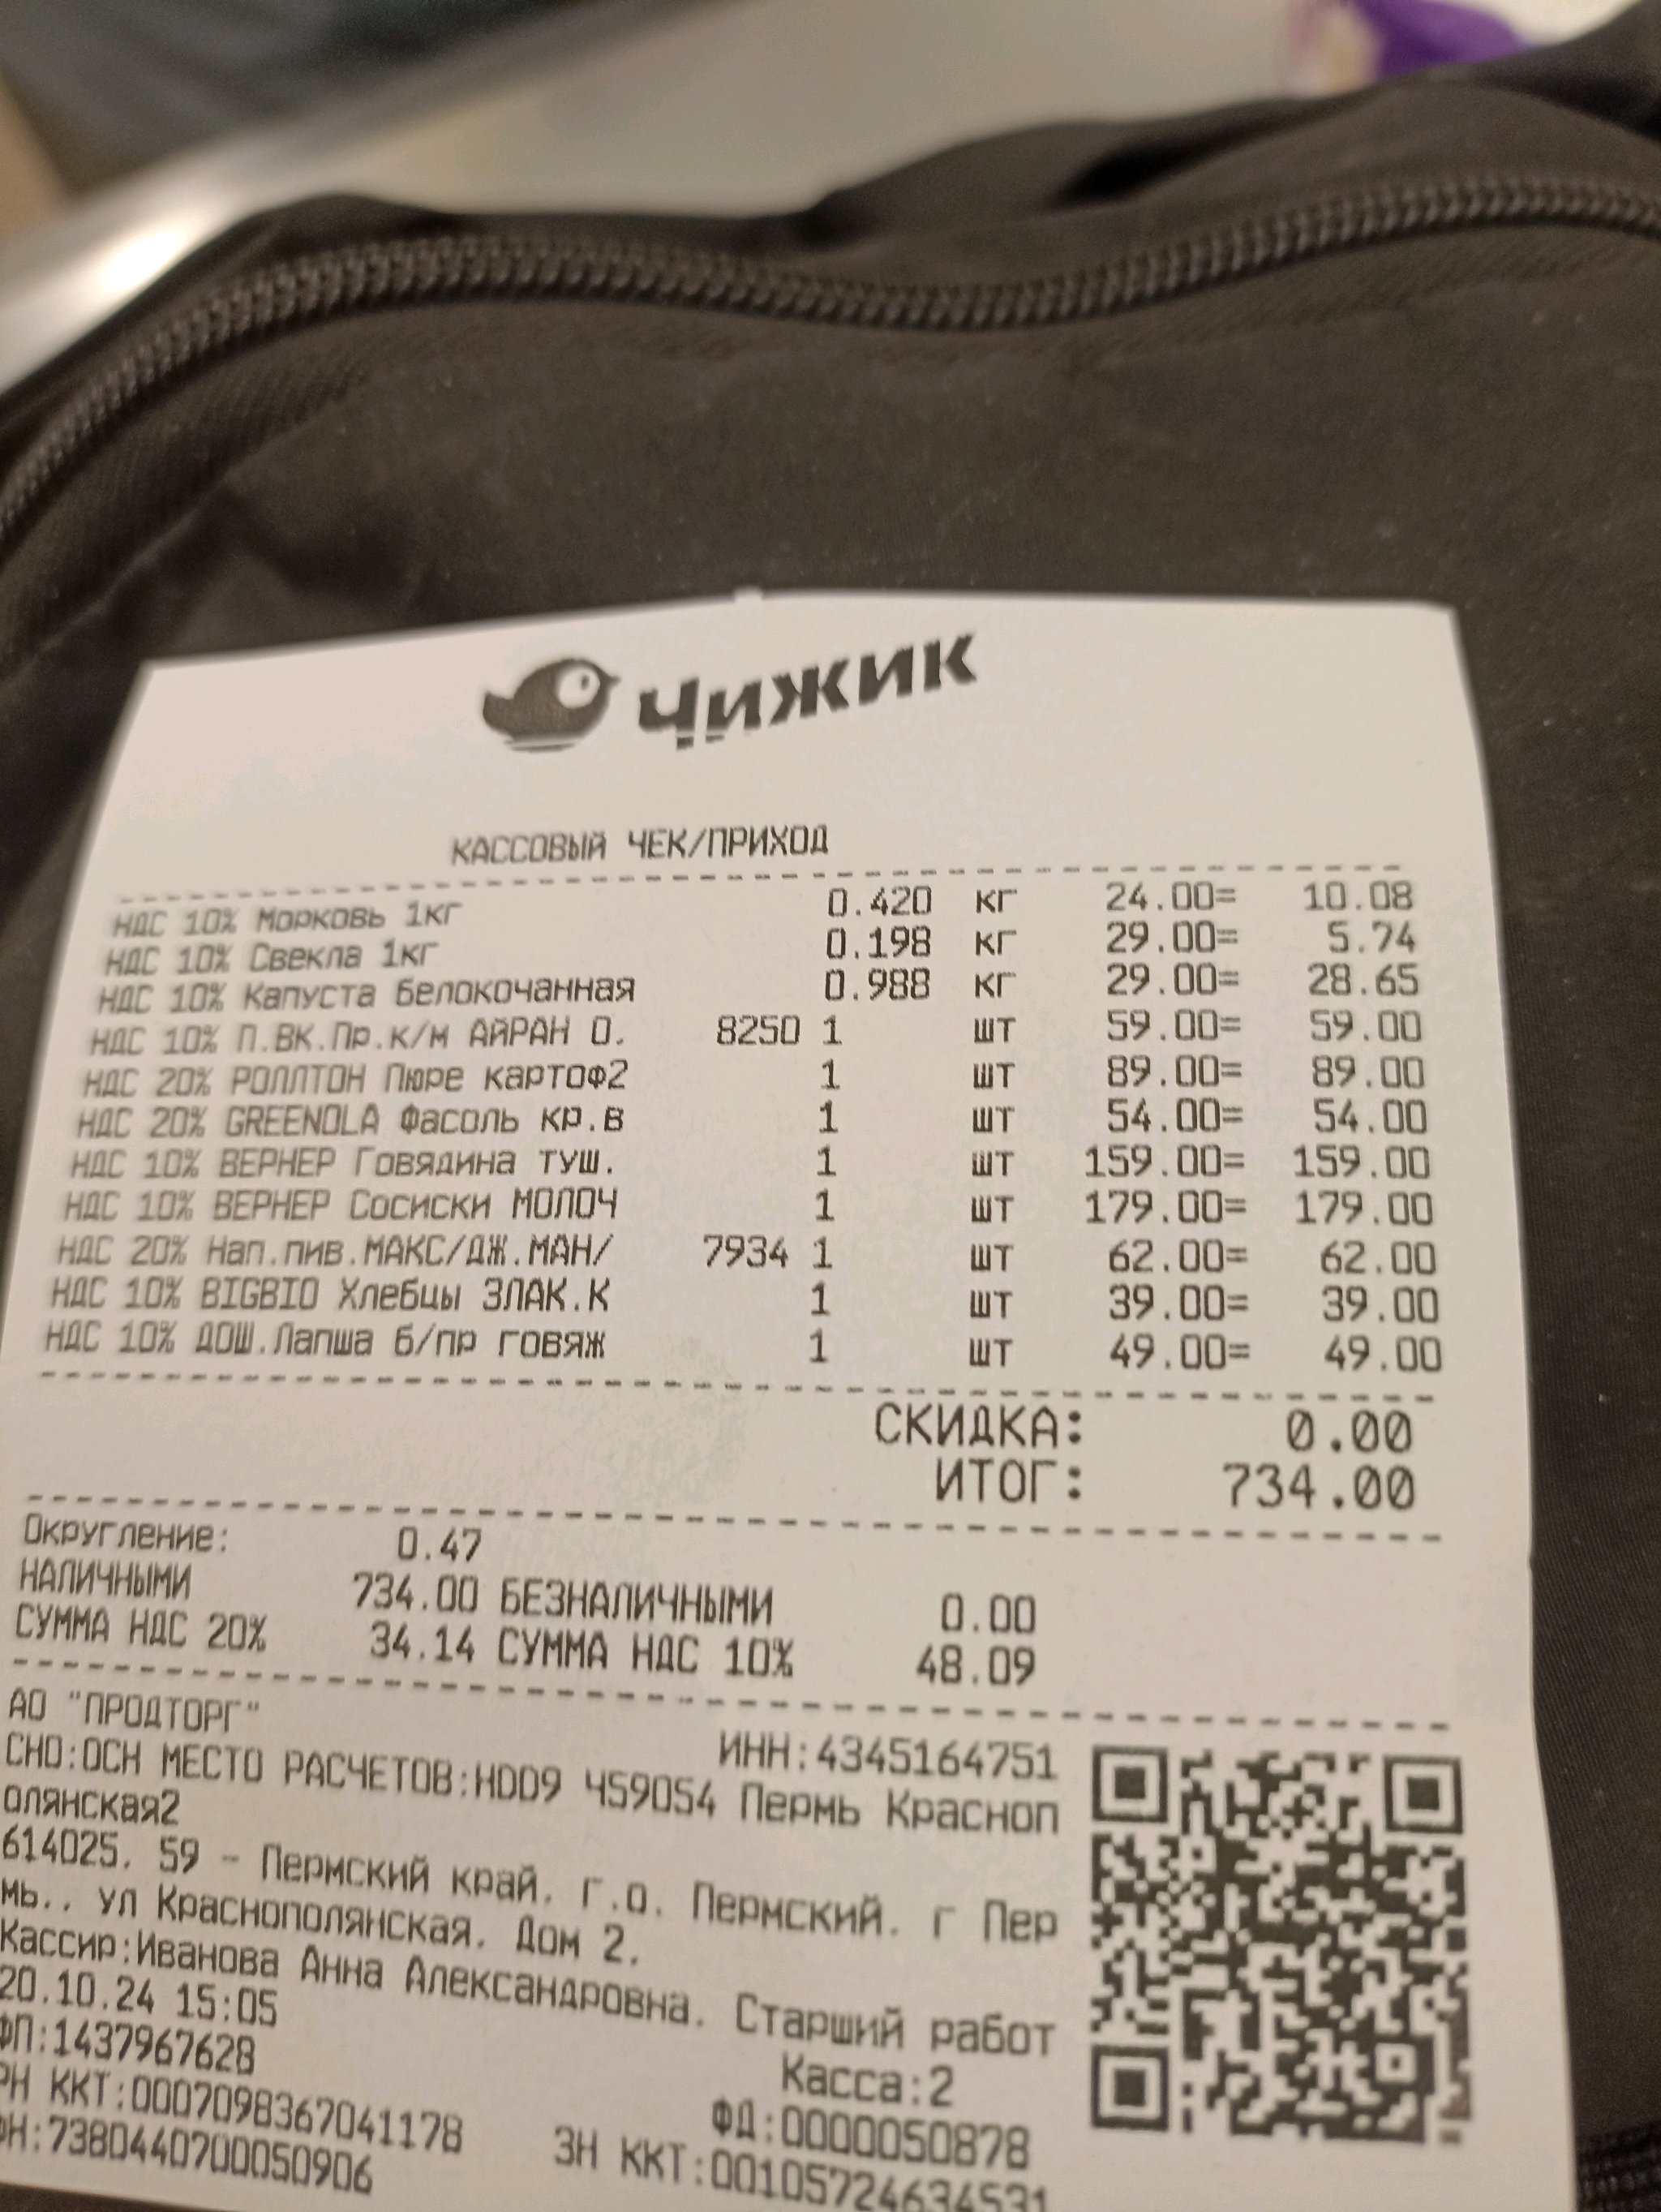 чижик
КАССОВЫЙ ЧЕК/ПРИХОД
НДС 10% Морковь 1кг 0.420 кг 24.00= 10.08
НДС 10% Свекла 1кг 0.198 кг 29.00= 5.74
НДС 10% Капуста белокочанная 0.988 кг 29.00= 28.65
НДС 10% П.ВК.Пр.к/м АЙРАН 0. 8250 1 шт 59.00= 59.00
НДС 20% РОЛЛТОН Пюре картоф2 1 шт 89.00= 89.00
НДС 20% GREENOLA Фасоль кр.в 1 шт 54.00= 54.00
НДС 10% ВЕРНЕР Говядина туш. 1 шт 159.00= 159.00
НДС 10% ВЕРНЕР Сосиски МОЛОЧ 1 шт 179.00= 179.00
НДС 20% Нап.пив.МАКС/ДЖ.МАН/ 7934 1 шт 62.00= 62.00
НДС 10% BIGBIO Хлебцы ЗЛАК.К 1 шт 39.00= 39.00
НДС 10% ДОШ.Лапша б/пр говяж 1 шт 49.00= 49.00
СКИДКА: 0.00
ИТОГ: 734.00
Округление: 0.47
НАЛИЧНЫМИ 734.00 БЕЗНАЛИЧНЫМИ 0.00
СУММА НДС 20% 34.14 СУММА НДС 10% 48.09
АО "ПРОДТОРГ" ИНН:4345164751
СНО:ОСН МЕСТО РАСЧЕТОВ:HDD9 Ч59054 Пермь Красноп
олянская2
614025, 59 - Пермский край, г.о. Пермский, г Пер
мь., ул Краснополянская, Дом 2,
Кассир:Иванова Анна Александровна, Старший работ
20.10.24 15:05 Касса:2
ФП:1437967628 ФД:0000050878
РН ККТ:0007098367041178 ЗН ККТ:00105724634531
ФН:7380440700050906